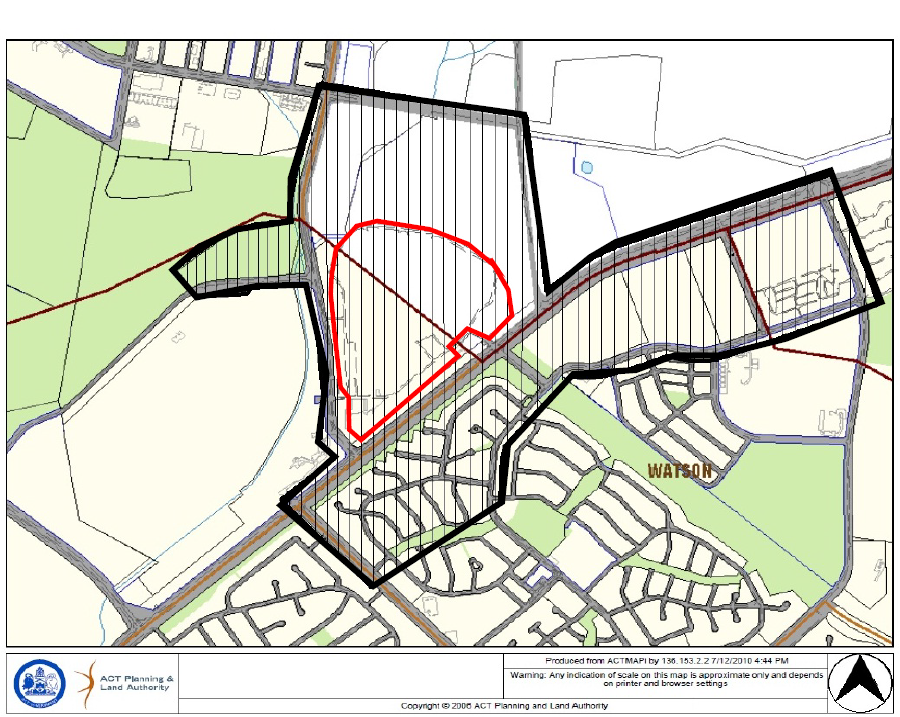 WATSON
ACT Planning &
Land Authority
Produced from ACTMAPi by 136.153.2.2 7/12/2010 4:44 PM
Warning: Any indication of scale on this map is approximate only and depends
on printer and browser settings
Copyright © 2006 ACT Planning and Land Authority